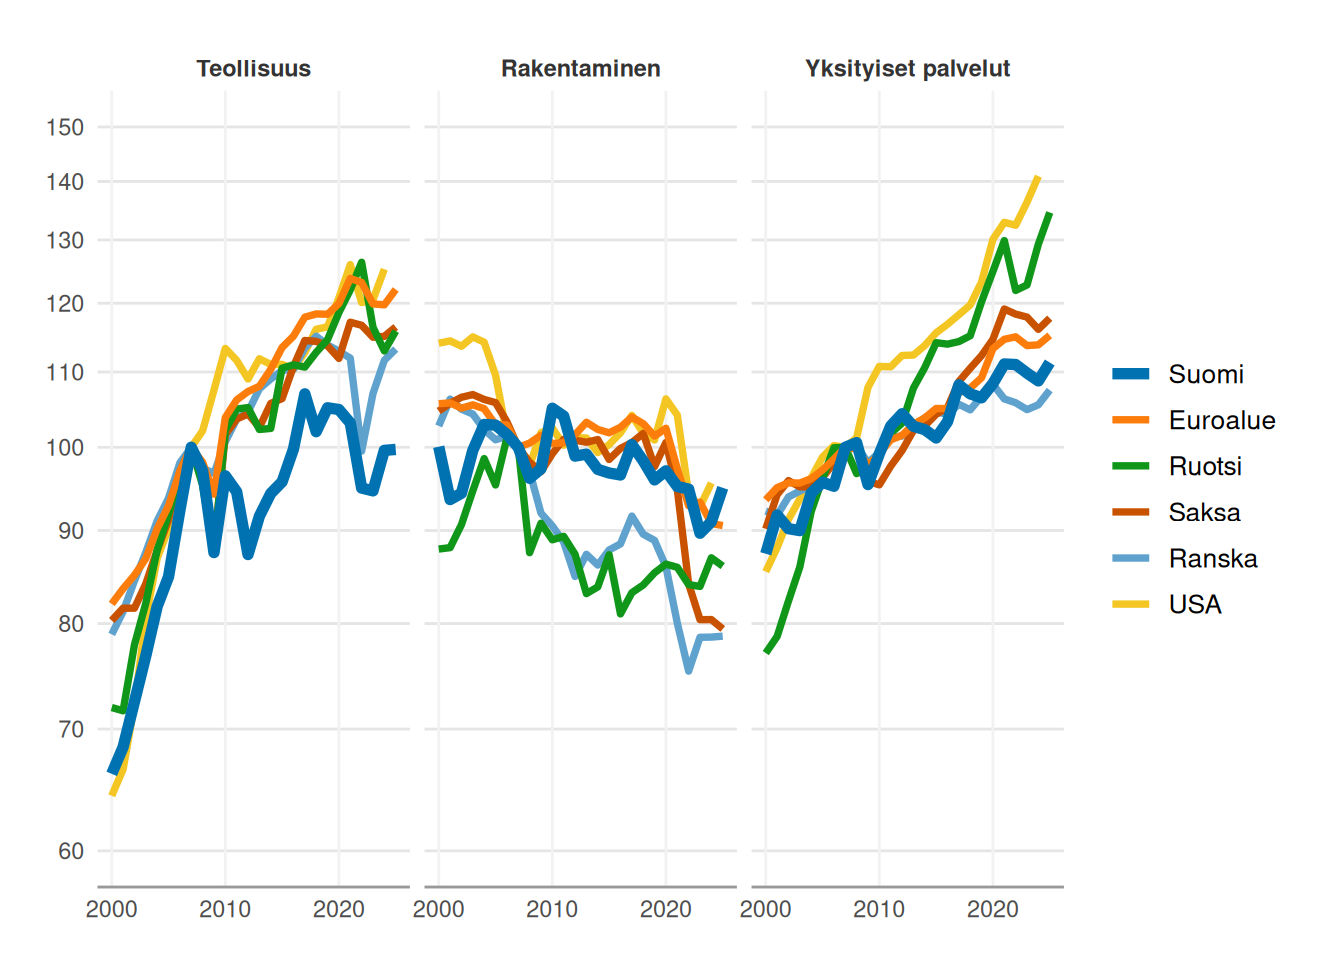 Teollisuus Rakentaminen Yksityiset palvelut
150
140
130
120
110
100
90
80
70
60
2000 2010 2020 2000 2010 2020 2000 2010 2020
Suomi
Euroalue
Ruotsi
Saksa
Ranska
USA